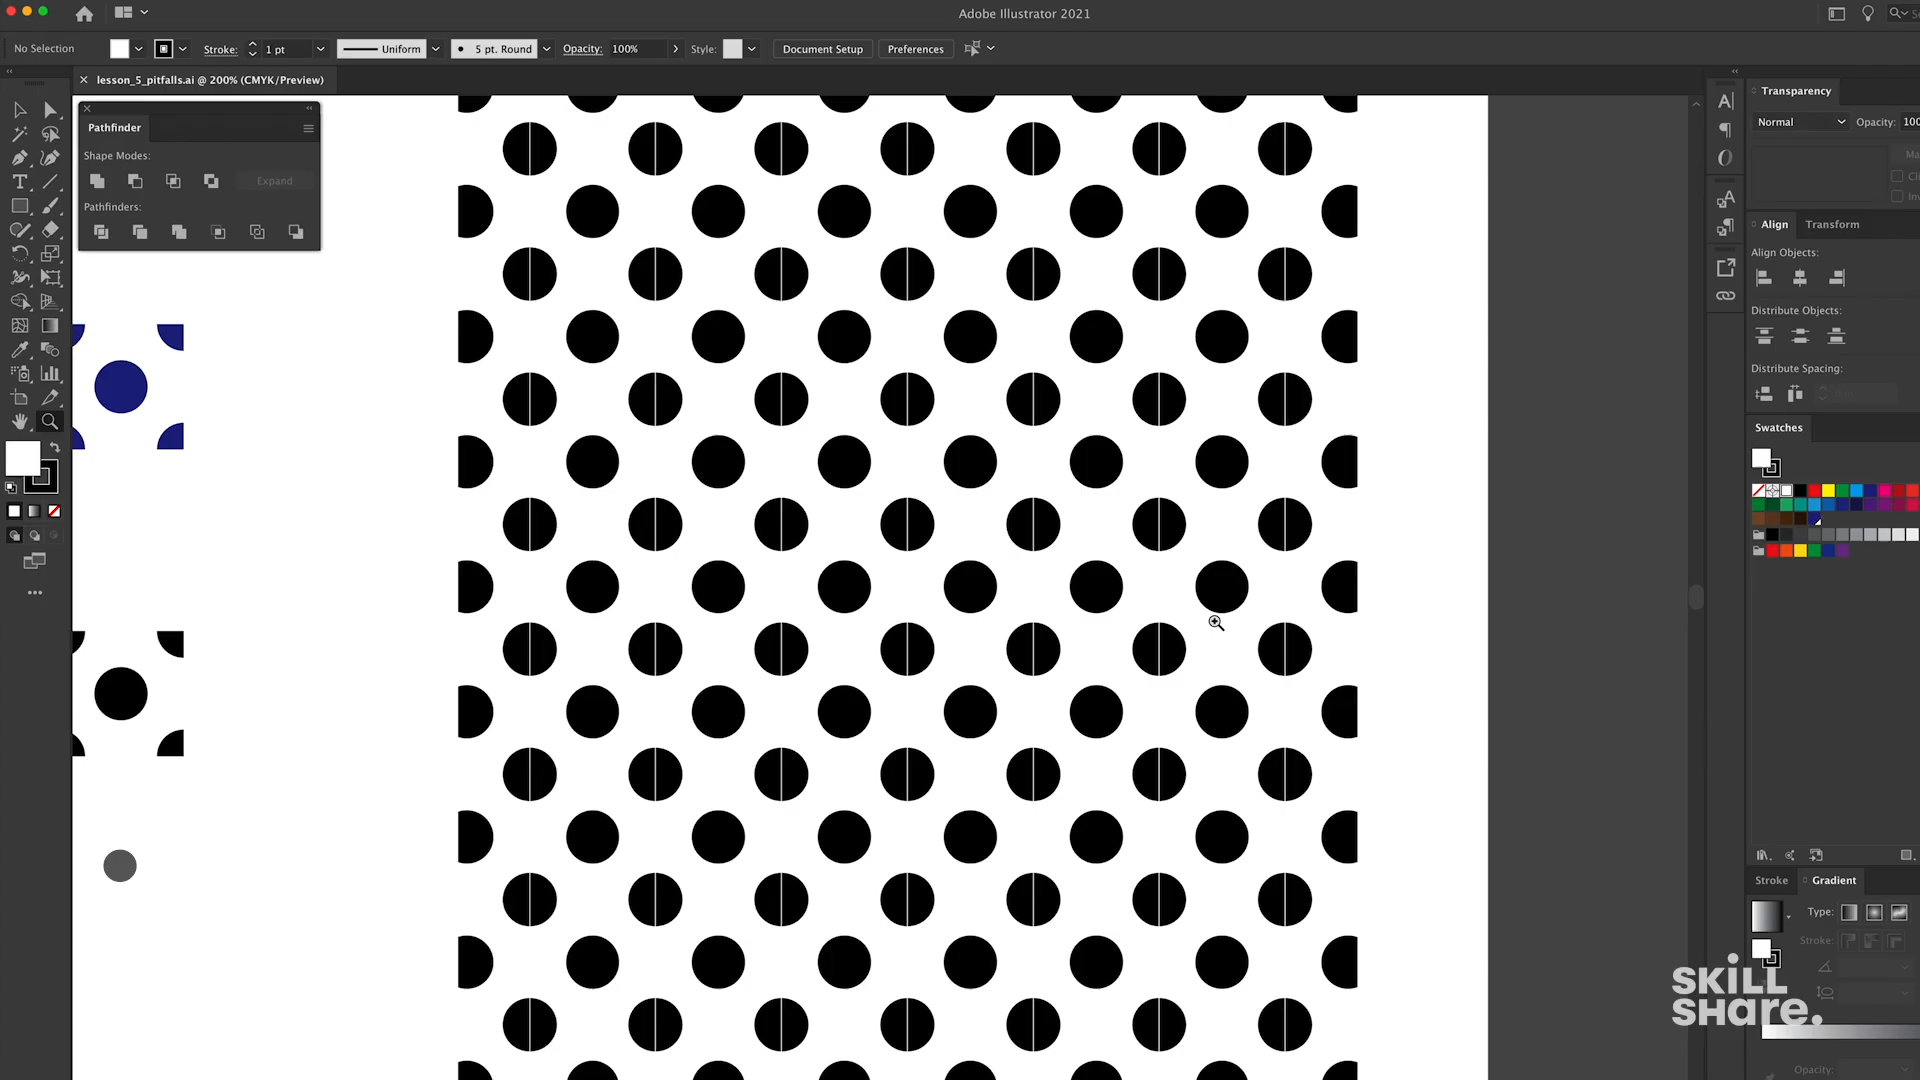 Adobe Illustrator 2021
No Selection
Stroke:
1 pt
Uniform
5 pt. Round
Opacity:
100%
Style:
Document Setup
Preferences
lesson_5_pitfalls.ai @ 200% (CMYK/Preview)
Pathfinder
Shape Modes:
Expand
Pathfinders:
Transparency
Normal
Opacity:
100
Align
Transform
Align Objects:
Distribute Objects:
Distribute Spacing:
Swatches
Stroke
Gradient
Type:
Stroke:
Opacity:
SKILL
share.